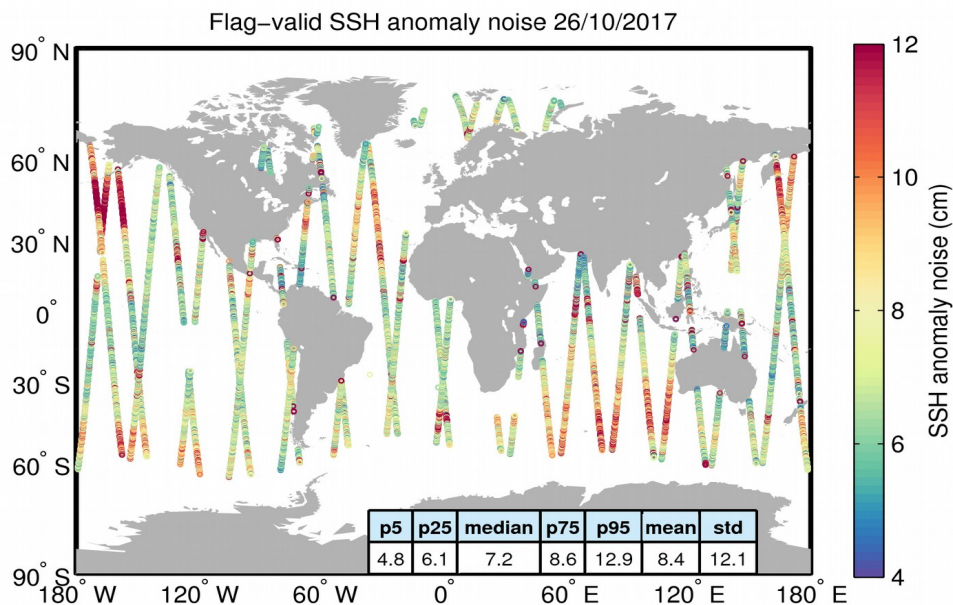 Flag−valid SSH anomaly noise 26/10/2017
90° N
60° N
30° N
0°
30° S
60° S
90° S
180° W 120° W 60° W 0° 60° E 120° E 180° E
p5 p25 median p75 p95 mean std
4.8 6.1 7.2 8.6 12.9 8.4 12.1
12
10
8
6
4
SSH anomaly noise (cm)